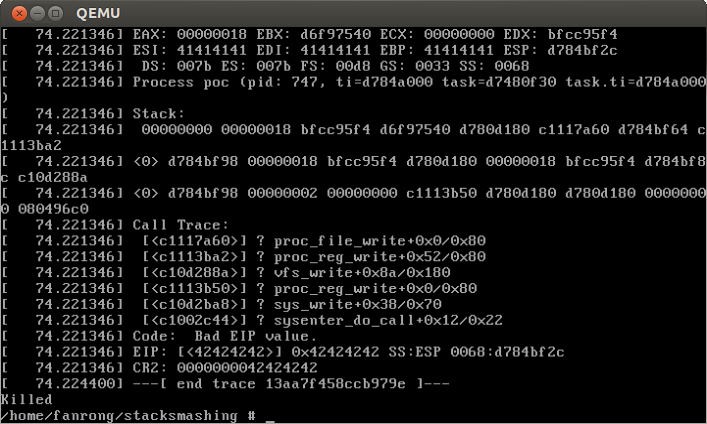 QEMU
[   74.221346] EAX: 00000018 EBX: d6f97540 ECX: 00000000 EDX: bfcc95f4
[   74.221346] ESI: 41414141 EDI: 41414141 EBP: 41414141 ESP: d784bf2c
[   74.221346]  DS: 007b ES: 007b FS: 00d8 GS: 0033 SS: 0068
[   74.221346] Process poc (pid: 747, ti=d784a000 task=d7480f30 task.ti=d784a000
)
[   74.221346] Stack:
[   74.221346]  00000000 00000018 bfcc95f4 d6f97540 d780d180 c1117a60 d784bf64 c
1113ba2
[   74.221346] <0> d784bf98 00000018 bfcc95f4 d780d180 00000018 bfcc95f4 d784bf8
c c10d288a
[   74.221346] <0> d784bf98 00000002 00000000 c1113b50 d780d180 d780d180 0000000
0 080496c0
[   74.221346] Call Trace:
[   74.221346]  [<c1117a60>] ? proc_file_write+0x0/0x80
[   74.221346]  [<c1113ba2>] ? proc_reg_write+0x52/0x80
[   74.221346]  [<c10d288a>] ? vfs_write+0x8a/0x180
[   74.221346]  [<c1113b50>] ? proc_reg_write+0x0/0x80
[   74.221346]  [<c10d2ba8>] ? sys_write+0x38/0x70
[   74.221346]  [<c1002c44>] ? sysenter_do_call+0x12/0x22
[   74.221346] Code:  Bad EIP value.
[   74.221346] EIP: [<42424242>] 0x42424242 SS:ESP 0068:d784bf2c
[   74.221346] CR2: 0000000042424242
[   74.224400] ---[ end trace 13aa7f458ccb979e ]---
Killed
/home/fanrong/stacksmashing # _